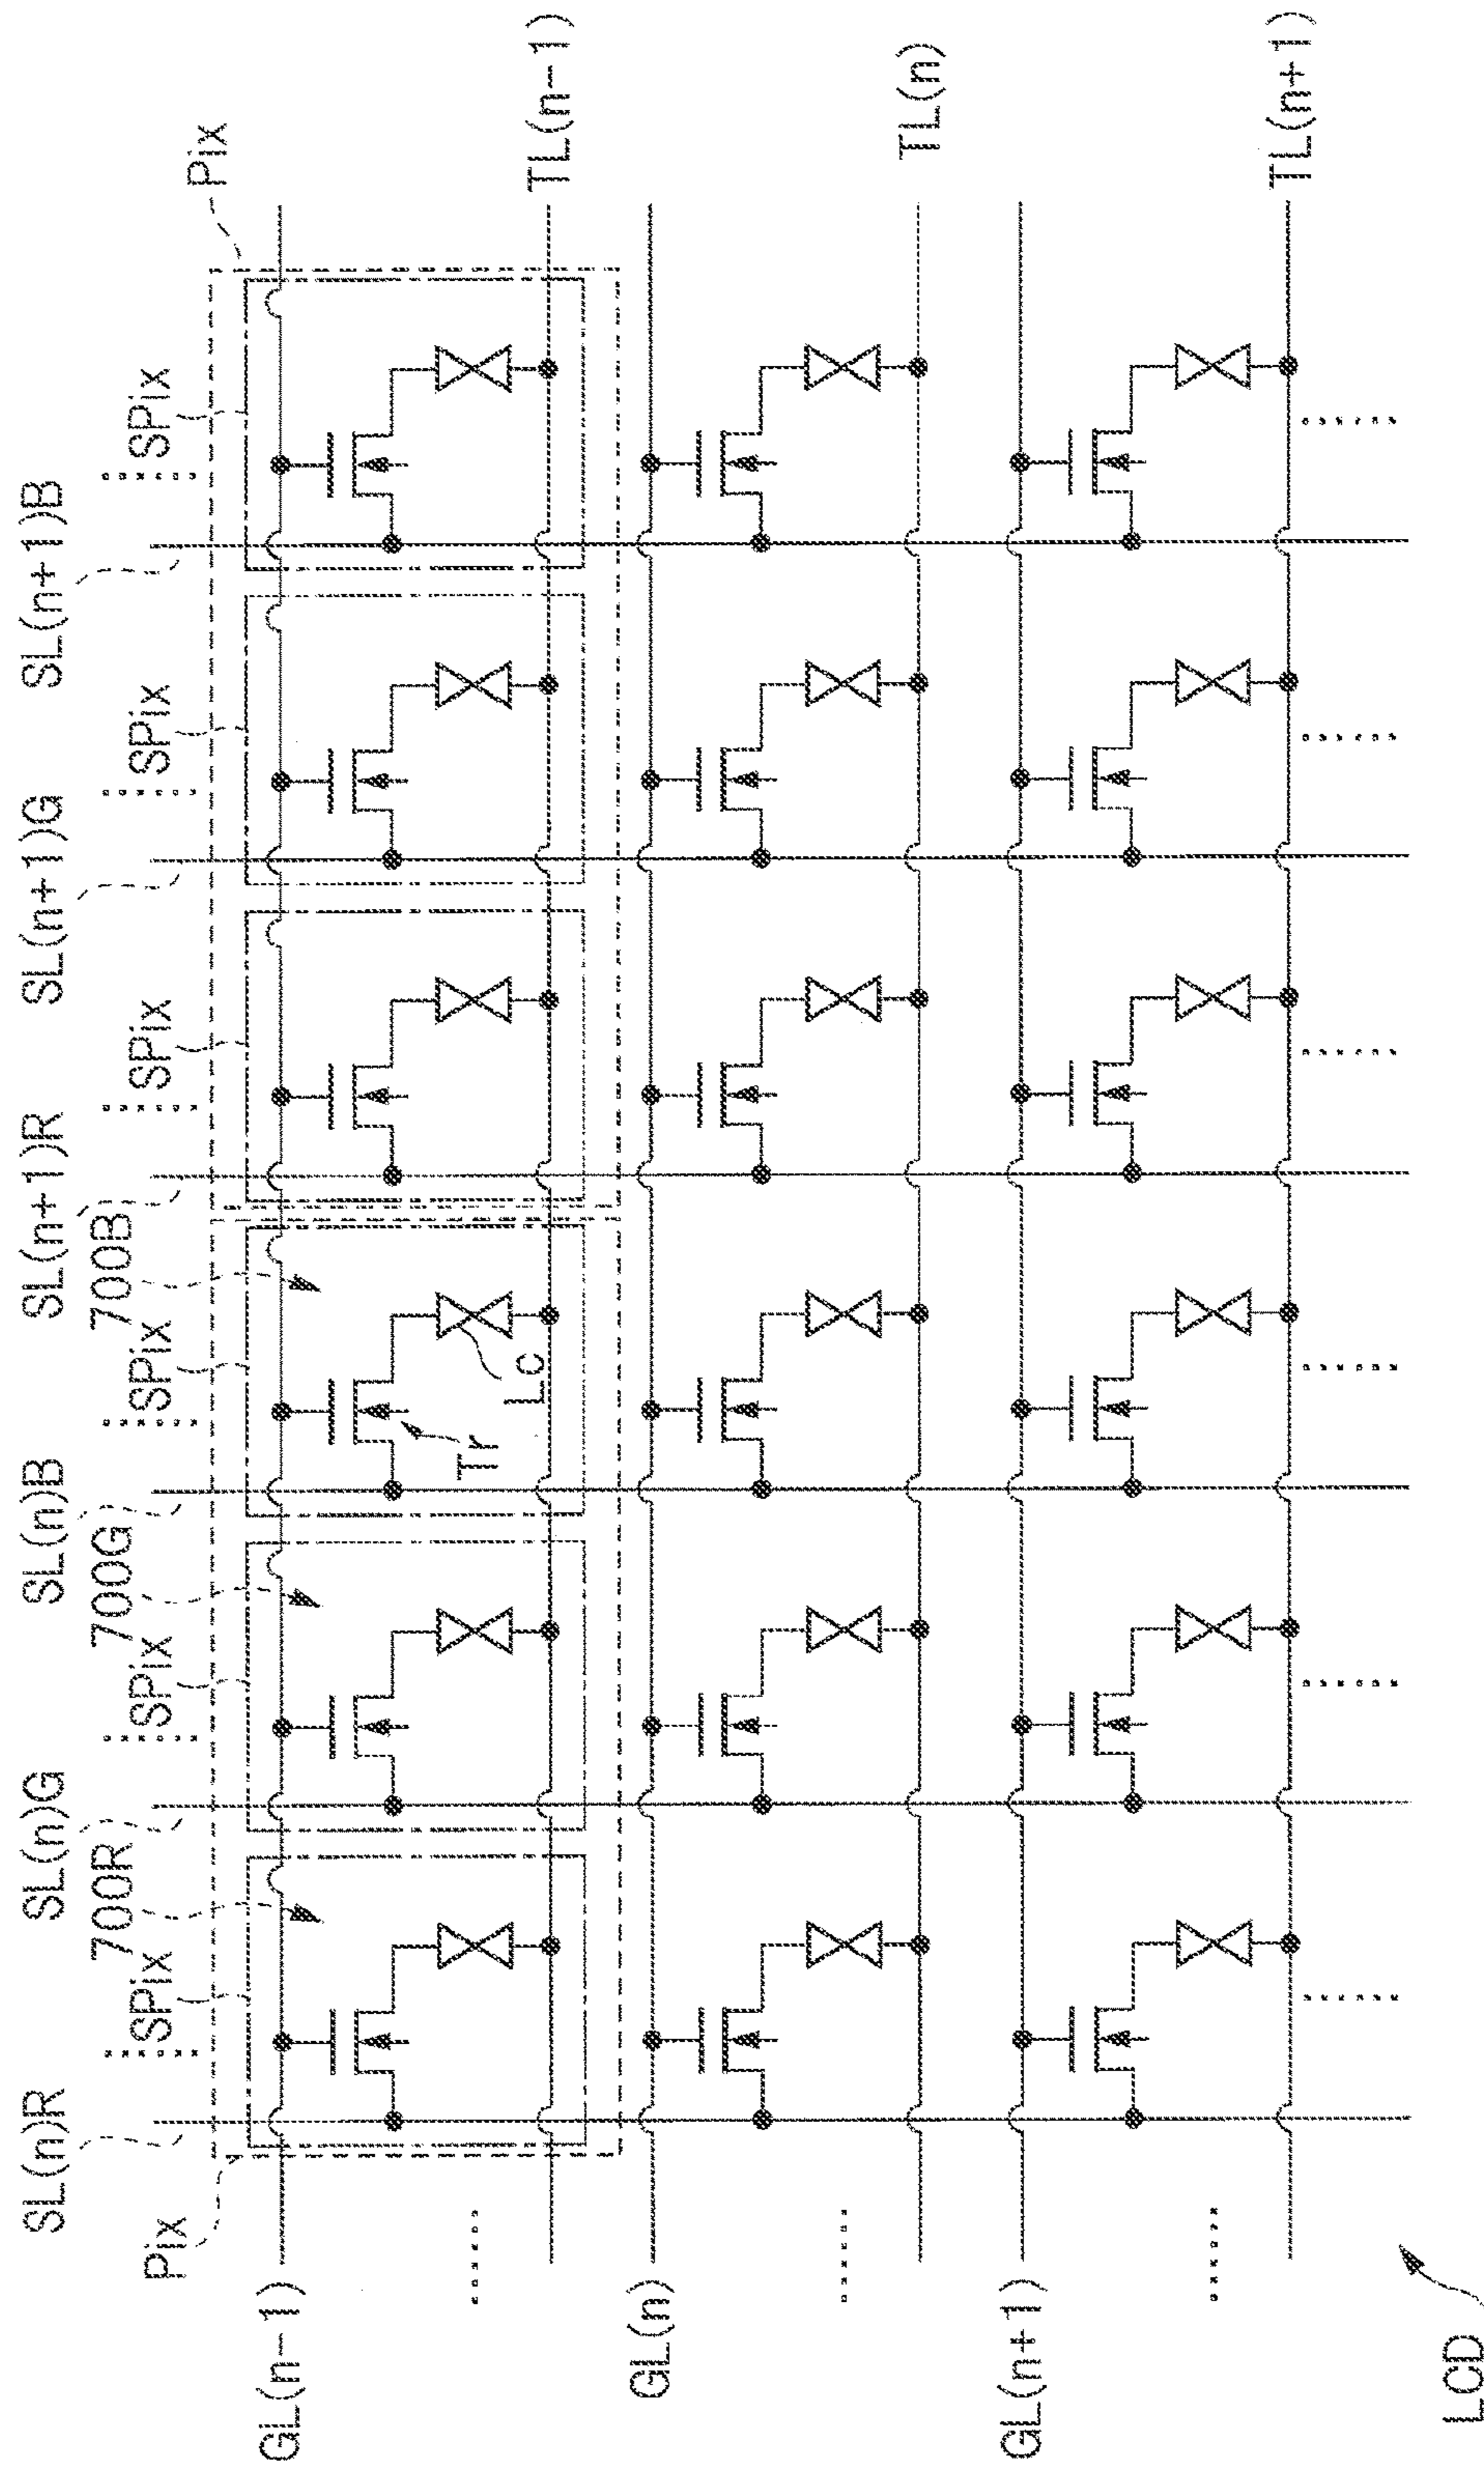 SL(n)R
SL(n)G
SL(n)B
SL(n+1)R
SL(n+1)G
SL(n+1)B
700R
700G
700B
SPix
SPix
SPix
SPix
SPix
SPix
Pix
Pix
GL(n-1)
Tr
Lc
TL(n-1)
GL(n)
TL(n)
GL(n+1)
TL(n+1)
LCD